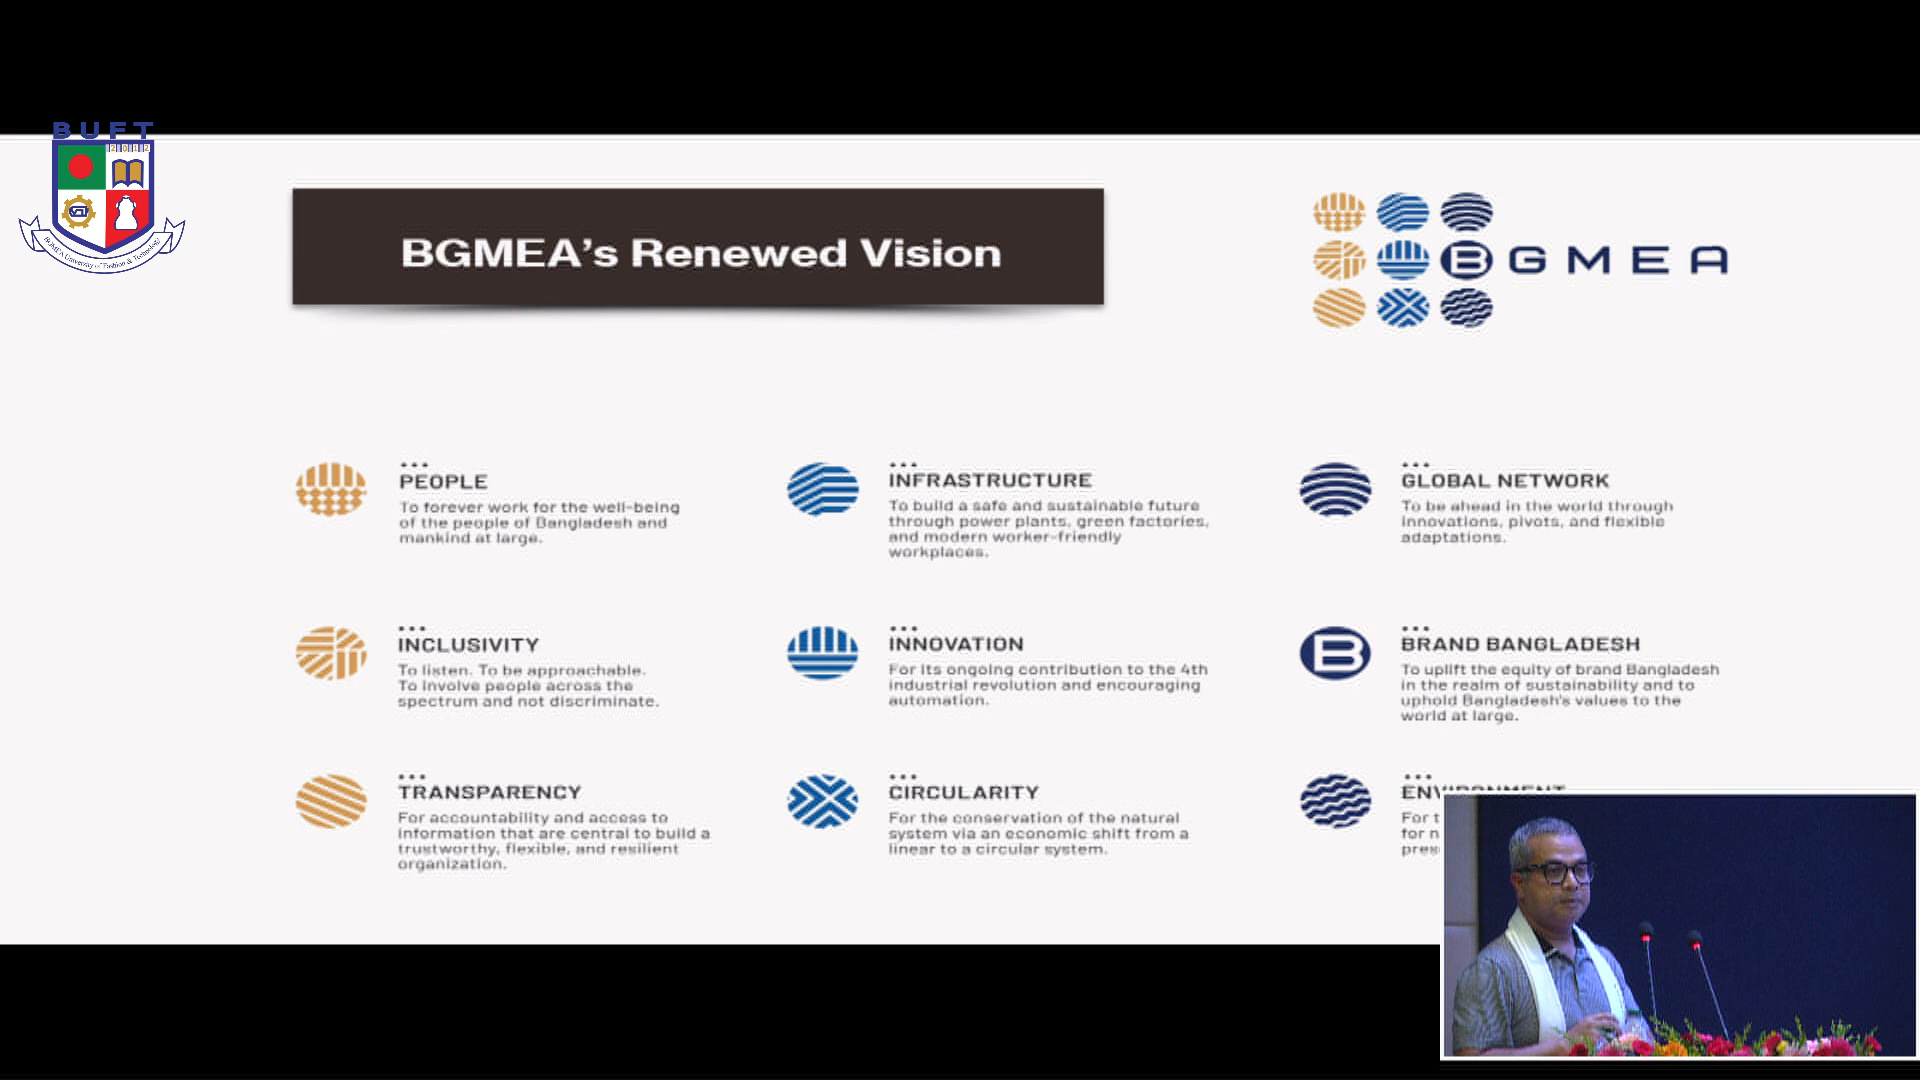 BUFT
2012
BGMEA University of Fashion & Technology
BGMEA's Renewed Vision
BGMEA
PEOPLE
To forever work for the well-being
of the people of Bangladesh and
mankind at large.
INFRASTRUCTURE
To build a safe and sustainable future
through power plants, green factories,
and modern worker-friendly
workplaces.
GLOBAL NETWORK
To be ahead in the world through
innovations, pivots, and flexible
adaptations.
INCLUSIVITY
To listen. To be approachable.
To involve people across the
spectrum and not discriminate.
INNOVATION
For its ongoing contribution to the 4th
industrial revolution and encouraging
automation.
B
BRAND BANGLADESH
To uplift the equity of brand Bangladesh
in the realm of sustainability and to
uphold Bangladesh's values to the
world at large.
TRANSPARENCY
For accountability and access to
information that are central to build a
trustworthy, flexible, and resilient
organization.
CIRCULARITY
For the conservation of the natural
system via an economic shift from a
linear to a circular system.
ENVIRONMENT
For
for